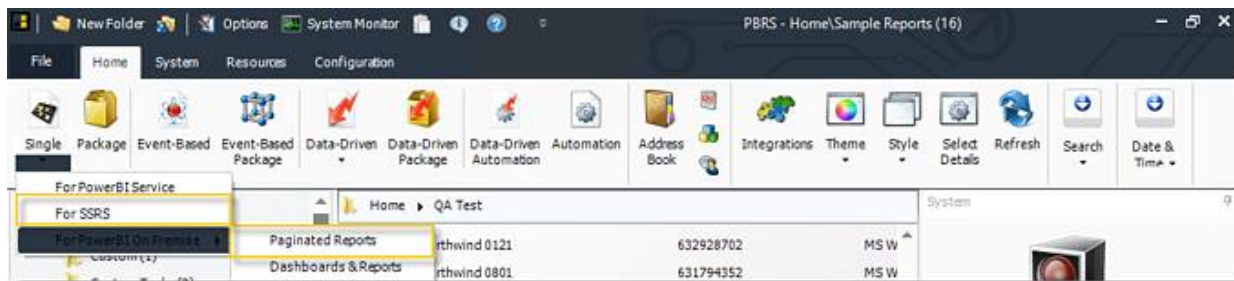 New Folder Options System Monitor PBRS - Home\Sample Reports (16)
File Home System Resources Configuration
Single Package Event-Based Event-Based Package Data-Driven Data-Driven Package Data-Driven Automation Automation Address Book Integrations Theme Style Select Details Refresh Search Date & Time
For PowerBI Service
For SSRS
Home QA Test
System
For PowerBI On Premise
Paginated Reports
rthwind 0121 632928702 MS W
Custom (1)
Dashboards & Reports
rthwind 0801 631794352 MS W